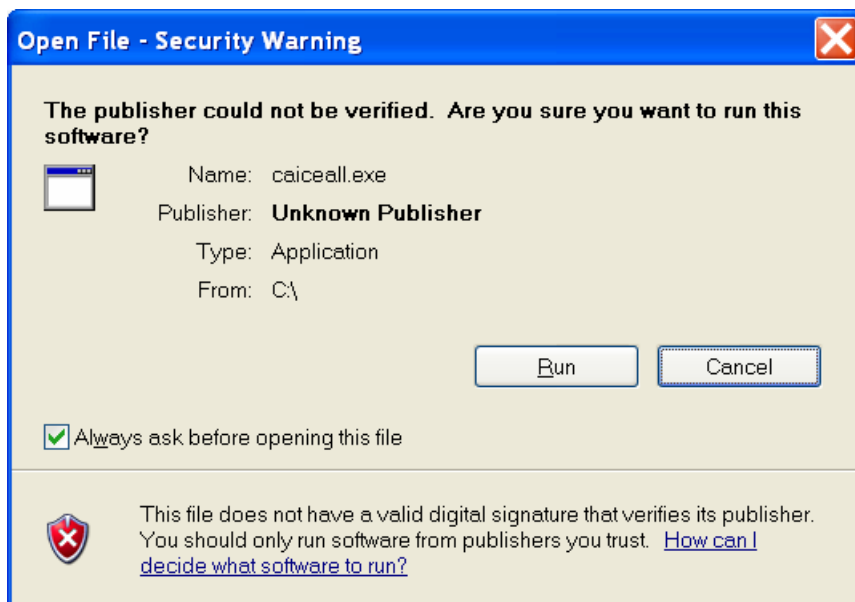 Open File - Security Warning
The publisher could not be verified. Are you sure you want to run this
software?
Name: caiceall.exe
Publisher: Unknown Publisher
Type: Application
From: C:\
Run Cancel
Always ask before opening this file
This file does not have a valid digital signature that verifies its publisher.
You should only run software from publishers you trust. How can I
decide what software to run?